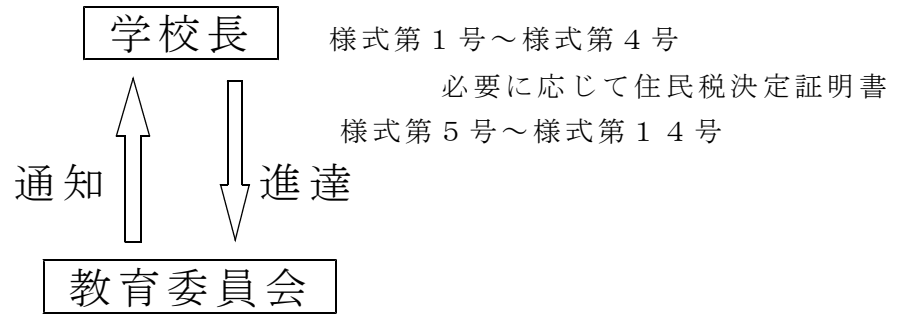 学校長
様式第1号～様式第4号
必要に応じて住民税決定証明書
様式第5号～様式第14号
通知
進達
教育委員会